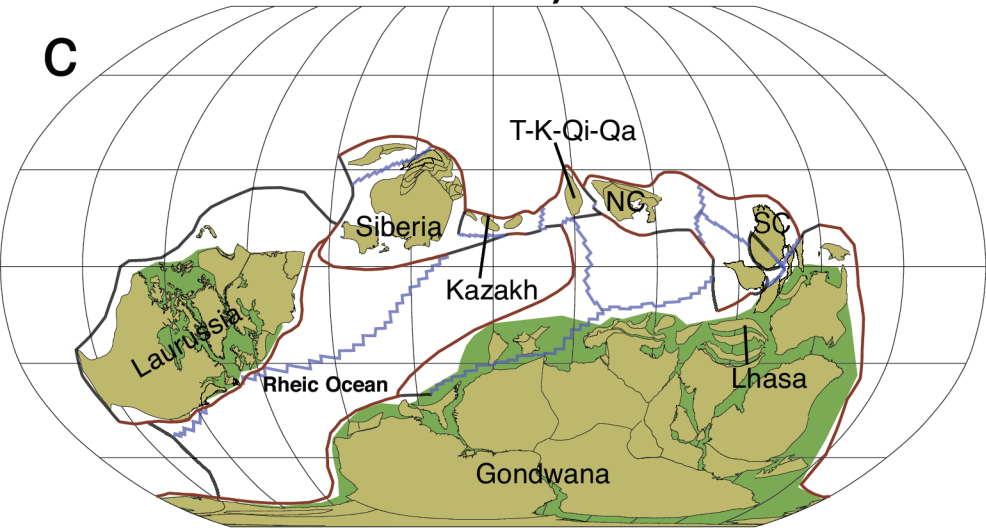 C
T-K-Qi-Qa
NC
SC
Siberia
Kazakh
Laurussia
Rheic Ocean
Lhasa
Gondwana